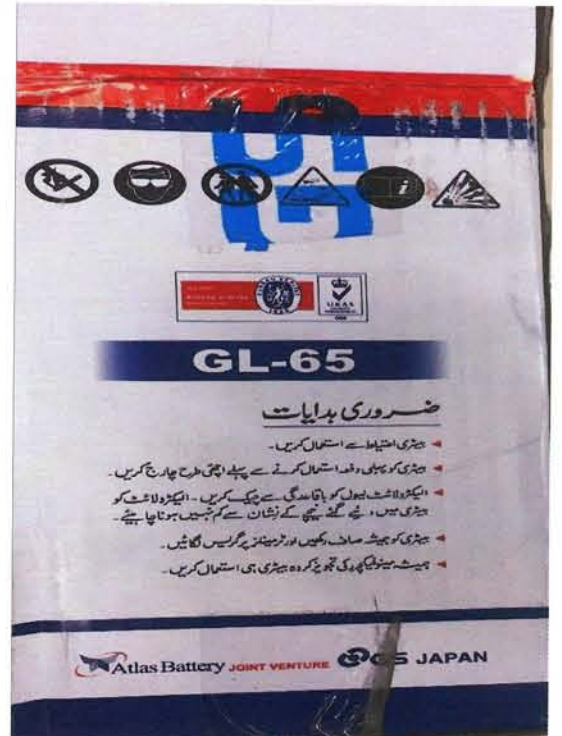 UKAS
GL-65
ضروری ہدایات
بیٹری احتیاط سے استعمال کریں۔
بیٹری کو پہلی دفعہ استعمال کرنے سے پہلے اچھی طرح چارج کریں۔
الیکٹرولائٹ لیول کو باقاعدگی سے چیک کریں۔ الیکٹرولائٹ کو
بیٹری میں دئیے گئے نیچے کے نشان سے کم نہیں ہونا چاہیئے۔
بیٹری کو ہمیشہ صاف رکھیں اور ٹرمینلز پر گریس لگائیں۔
ہمیشہ مینوفیکچرر کی تجویز کردہ بیٹری ہی استعمال کریں۔
Atlas Battery JOINT VENTURE GS JAPAN